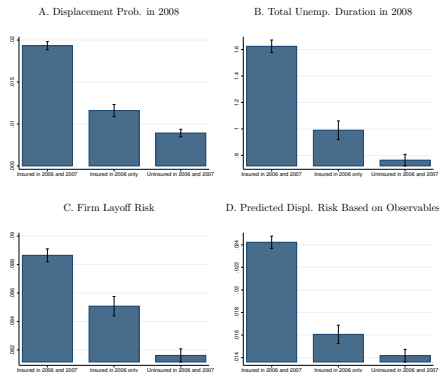 A. Displacement Prob. in 2008
.02
.015
.01
.005
Insured in 2006 and 2007
Insured in 2006 only
Uninsured in 2006 and 2007
B. Total Unemp. Duration in 2008
1.6
1.4
1.2
1
.8
Insured in 2006 and 2007
Insured in 2006 only
Uninsured in 2006 and 2007
C. Firm Layoff Risk
.09
.088
.086
.084
.082
Insured in 2006 and 2007
Insured in 2006 only
Uninsured in 2006 and 2007
D. Predicted Displ. Risk Based on Observables
.024
.022
.02
.018
.016
.014
Insured in 2006 and 2007
Insured in 2006 only
Uninsured in 2006 and 2007